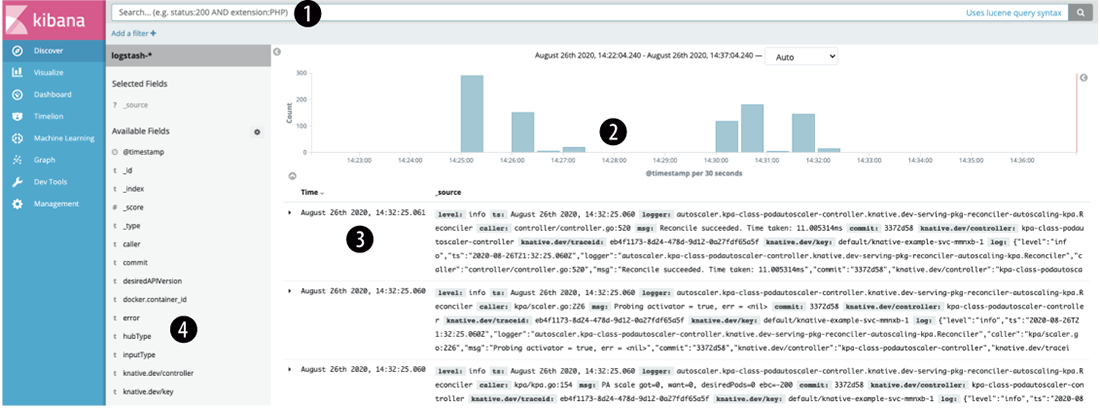 kibana
Search... (e.g. status:200 AND extension:PHP)
1
Uses lucene query syntax
Add a filter +
Discover
Visualize
Dashboard
Timelion
Machine Learning
Graph
Dev Tools
Management
logstash-*
Selected Fields
? _source
Available Fields
@timestamp
t _id
t _index
# _score
t _type
t caller
t commit
t desiredAPIVersion
t docker.container_id
t error
t hubType
t inputType
t knative.dev/controller
t knative.dev/key
4
August 26th 2020, 14:22:04.240 - August 26th 2020, 14:37:04.240 — Auto
Count
300
200
100
0
2
14:23:00 14:24:00 14:25:00 14:26:00 14:27:00 14:28:00 14:29:00 14:30:00 14:31:00 14:32:00 14:33:00 14:34:00 14:35:00 14:36:00
@timestamp per 30 seconds
Time _source
August 26th 2020, 14:32:25.061
3
level: info ts: August 26th 2020, 14:32:25.060 logger: autoscaler.kpa-class-podautoscaler-controller.knative.dev-serving-pkg-reconciler-autoscaling-kpa.R
econciler caller: controller/controller.go:520 msg: Reconcile succeeded. Time taken: 11.005314ms commit: 3372d58 knative.dev/controller: kpa-class-podau
toscaler-controller knative.dev/traceid: eb4f1173-8d24-478d-9d12-0a27fdf65a5f knative.dev/key: default/knative-example-svc-mmnxb-1 log: {"level":"inf
o","ts":"2020-08-26T21:32:25.060Z","logger":"autoscaler.kpa-class-podautoscaler-controller.knative.dev-serving-pkg-reconciler-autoscaling-kpa.Reconciler","c
aller":"controller/controller.go:520","msg":"Reconcile succeeded. Time taken: 11.005314ms","commit":"3372d58","knative.dev/controller":"kpa-class-podautosca
August 26th 2020, 14:32:25.060
level: info ts: August 26th 2020, 14:32:25.060 logger: autoscaler.kpa-class-podautoscaler-controller.knative.dev-serving-pkg-reconciler-autoscaling-kpa.R
econciler caller: kpa/scaler.go:226 msg: Probing activator = true, err = <nil> commit: 3372d58 knative.dev/controller: kpa-class-podautoscaler-controlle
r knative.dev/traceid: eb4f1173-8d24-478d-9d12-0a27fdf65a5f knative.dev/key: default/knative-example-svc-mmnxb-1 log: {"level":"info","ts":"2020-08-26T2
1:32:25.060Z","logger":"autoscaler.kpa-class-podautoscaler-controller.knative.dev-serving-pkg-reconciler-autoscaling-kpa.Reconciler","caller":"kpa/scaler.g
o:226","msg":"Probing activator = true, err = <nil>","commit":"3372d58","knative.dev/controller":"kpa-class-podautoscaler-controller","knative.dev/tracei
August 26th 2020, 14:32:25.060
level: info ts: August 26th 2020, 14:32:25.060 logger: autoscaler.kpa-class-podautoscaler-controller.knative.dev-serving-pkg-reconciler-autoscaling-kpa.R
econciler caller: kpa/kpa.go:154 msg: PA scale got=0, want=0, desiredPods=0 ebc=-200 commit: 3372d58 knative.dev/controller: kpa-class-podautoscaler-con
troller knative.dev/traceid: eb4f1173-8d24-478d-9d12-0a27fdf65a5f knative.dev/key: default/knative-example-svc-mmnxb-1 log: {"level":"info","ts":"2020-08